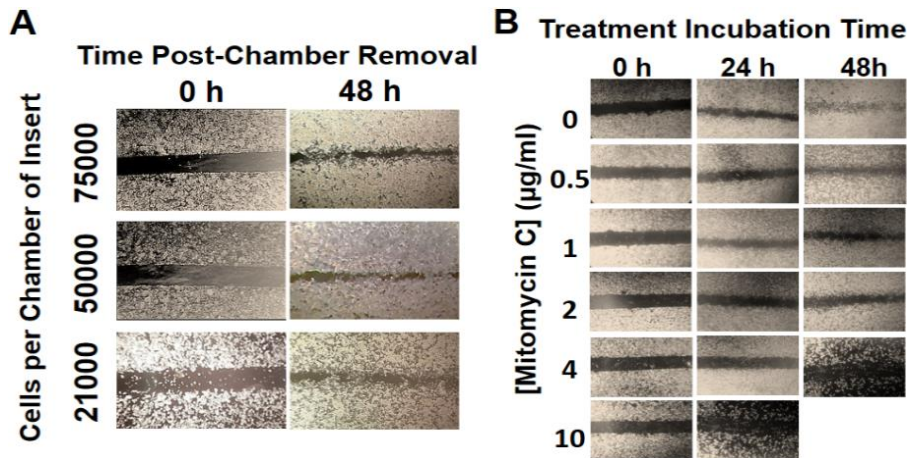 A
Time Post-Chamber Removal
0 h 48 h
Cells per Chamber of Insert
75000
50000
21000
B
Treatment Incubation Time
0 h 24 h 48h
[Mitomycin C] (µg/ml)
0
0.5
1
2
4
10